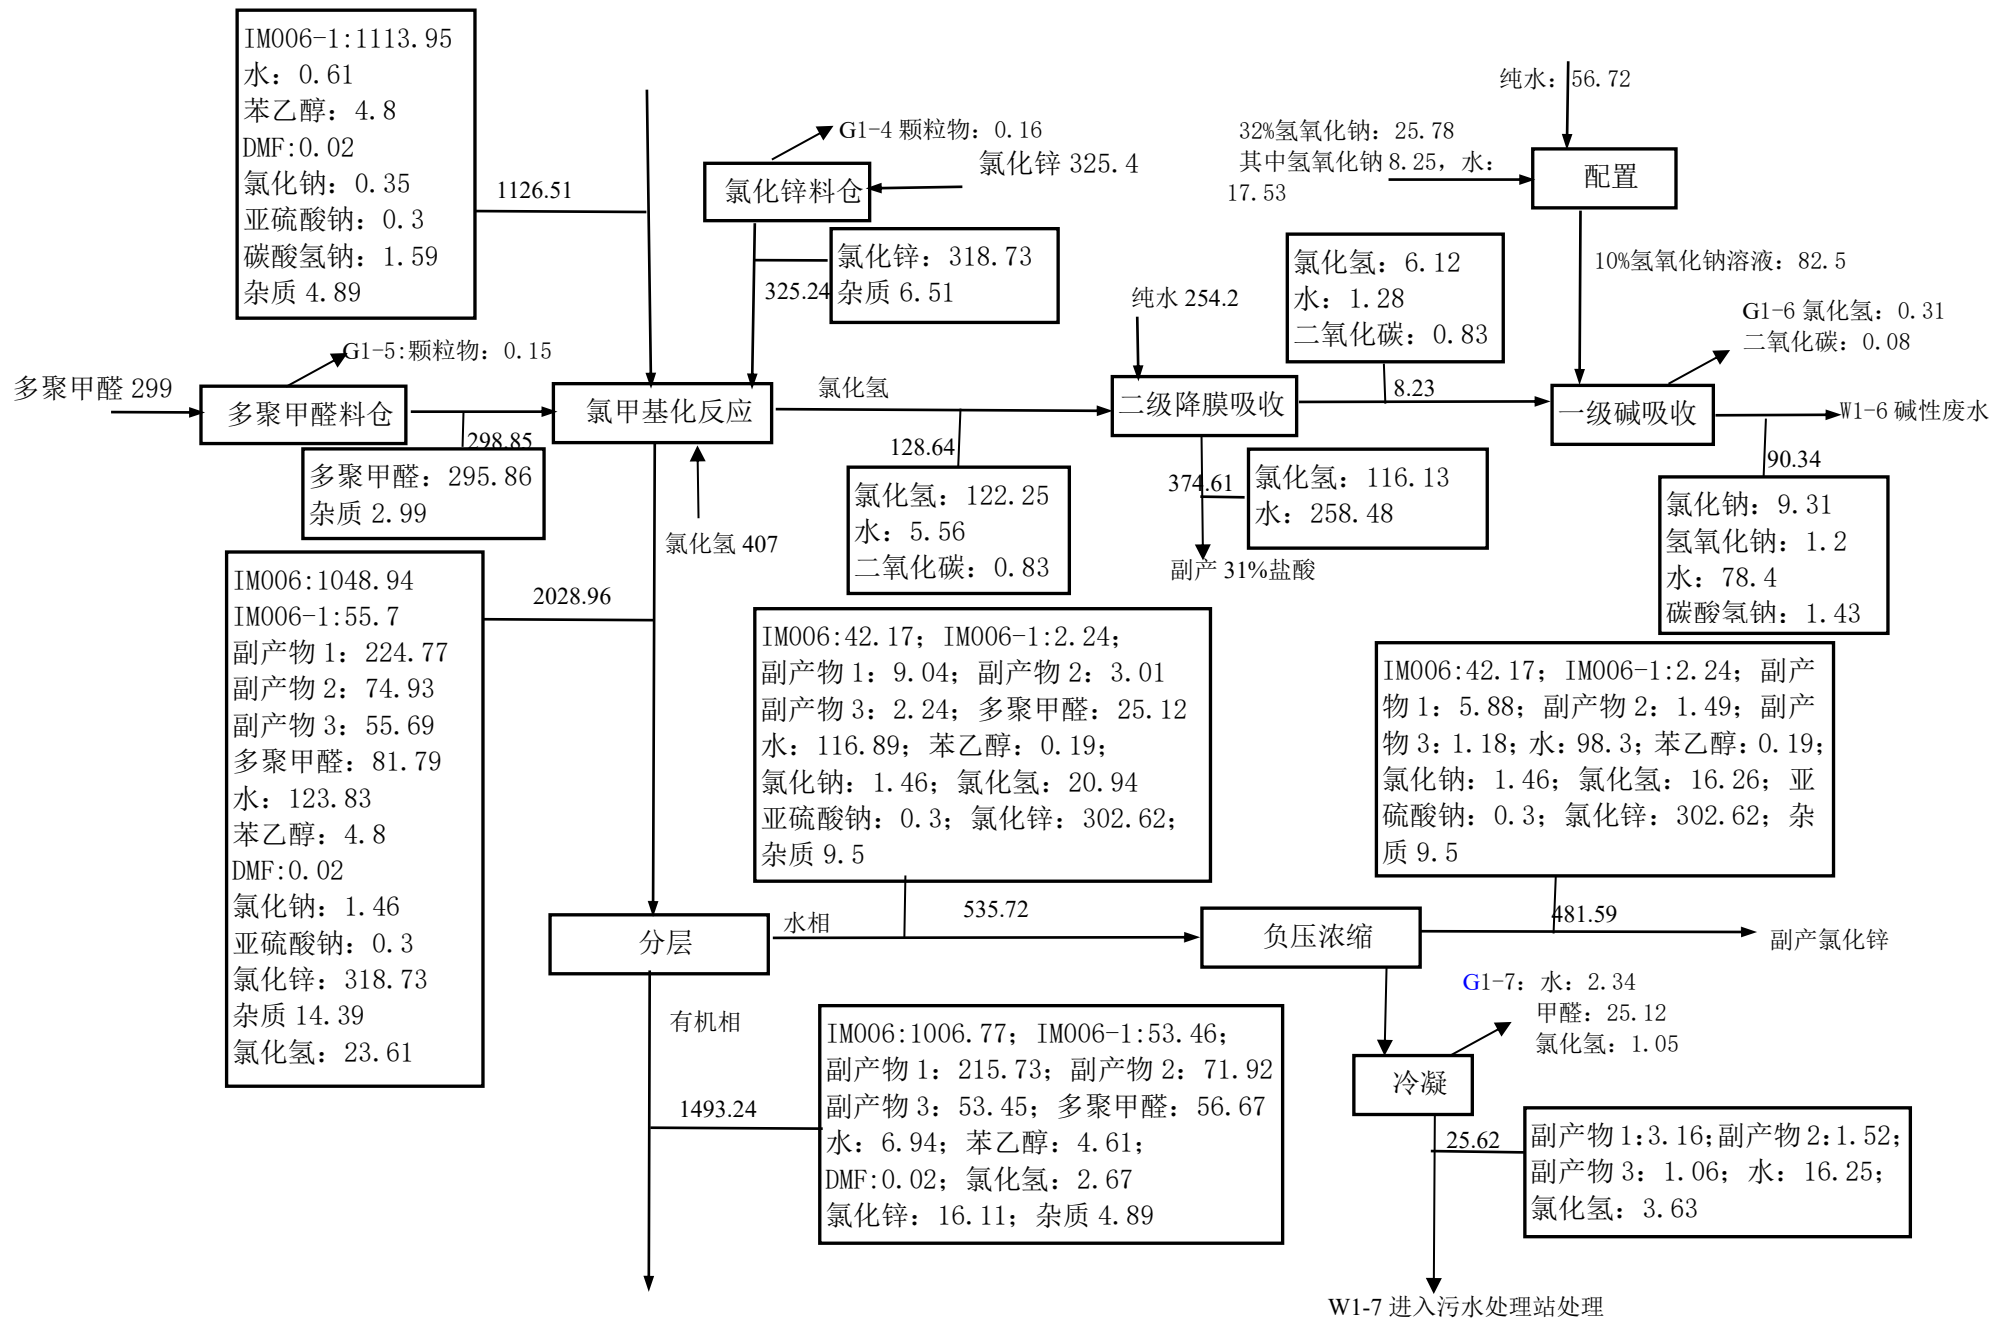 IM006-1:1113.95
水：0.61
苯乙醇：4.8
DMF:0.02
氯化钠：0.35
亚硫酸钠：0.3
碳酸氢钠：1.59
杂质 4.89
1126.51
G1-4 颗粒物：0.16
氯化锌 325.4
氯化锌料仓
氯化锌：318.73
杂质 6.51
325.24
纯水：56.72
32%氢氧化钠：25.78
其中氢氧化钠 8.25，水：
17.53
配置
10%氢氧化钠溶液：82.5
氯化氢：6.12
水：1.28
二氧化碳：0.83
8.23
纯水 254.2
G1-6 氯化氢：0.31
二氧化碳：0.08
G1-5:颗粒物：0.15
多聚甲醛 299
多聚甲醛料仓
298.85
多聚甲醛：295.86
杂质 2.99
氯甲基化反应
氯化氢 407
氯化氢
128.64
氯化氢：122.25
水：5.56
二氧化碳：0.83
二级降膜吸收
374.61
氯化氢：116.13
水：258.48
副产 31%盐酸
一级碱吸收
W1-6 碱性废水
90.34
氯化钠：9.31
氢氧化钠：1.2
水：78.4
碳酸氢钠：1.43
IM006:1048.94
IM006-1:55.7
副产物 1：224.77
副产物 2：74.93
副产物 3：55.69
多聚甲醛：81.79
水：123.83
苯乙醇：4.8
DMF:0.02
氯化钠：1.46
亚硫酸钠：0.3
氯化锌：318.73
杂质 14.39
氯化氢：23.61
2028.96
IM006:42.17；IM006-1:2.24；
副产物 1：9.04；副产物 2：3.01
副产物 3：2.24；多聚甲醛：25.12
水：116.89；苯乙醇：0.19；
氯化钠：1.46；氯化氢：20.94
亚硫酸钠：0.3；氯化锌：302.62；
杂质 9.5
IM006:42.17；IM006-1:2.24；副产
物 1：5.88；副产物 2：1.49；副产
物 3：1.18；水：98.3；苯乙醇：0.19；
氯化钠：1.46；氯化氢：16.26；亚
硫酸钠：0.3；氯化锌：302.62；杂
质 9.5
分层
水相
535.72
负压浓缩
481.59
副产氯化锌
G1-7：水：2.34
甲醛：25.12
氯化氢：1.05
冷凝
有机相
1493.24
IM006:1006.77；IM006-1:53.46；
副产物 1：215.73；副产物 2：71.92
副产物 3：53.45；多聚甲醛：56.67
水：6.94；苯乙醇：4.61；
DMF:0.02；氯化氢：2.67
氯化锌：16.11；杂质 4.89
25.62
副产物 1:3.16;副产物 2:1.52；
副产物 3：1.06；水：16.25；
氯化氢：3.63
W1-7 进入污水处理站处理